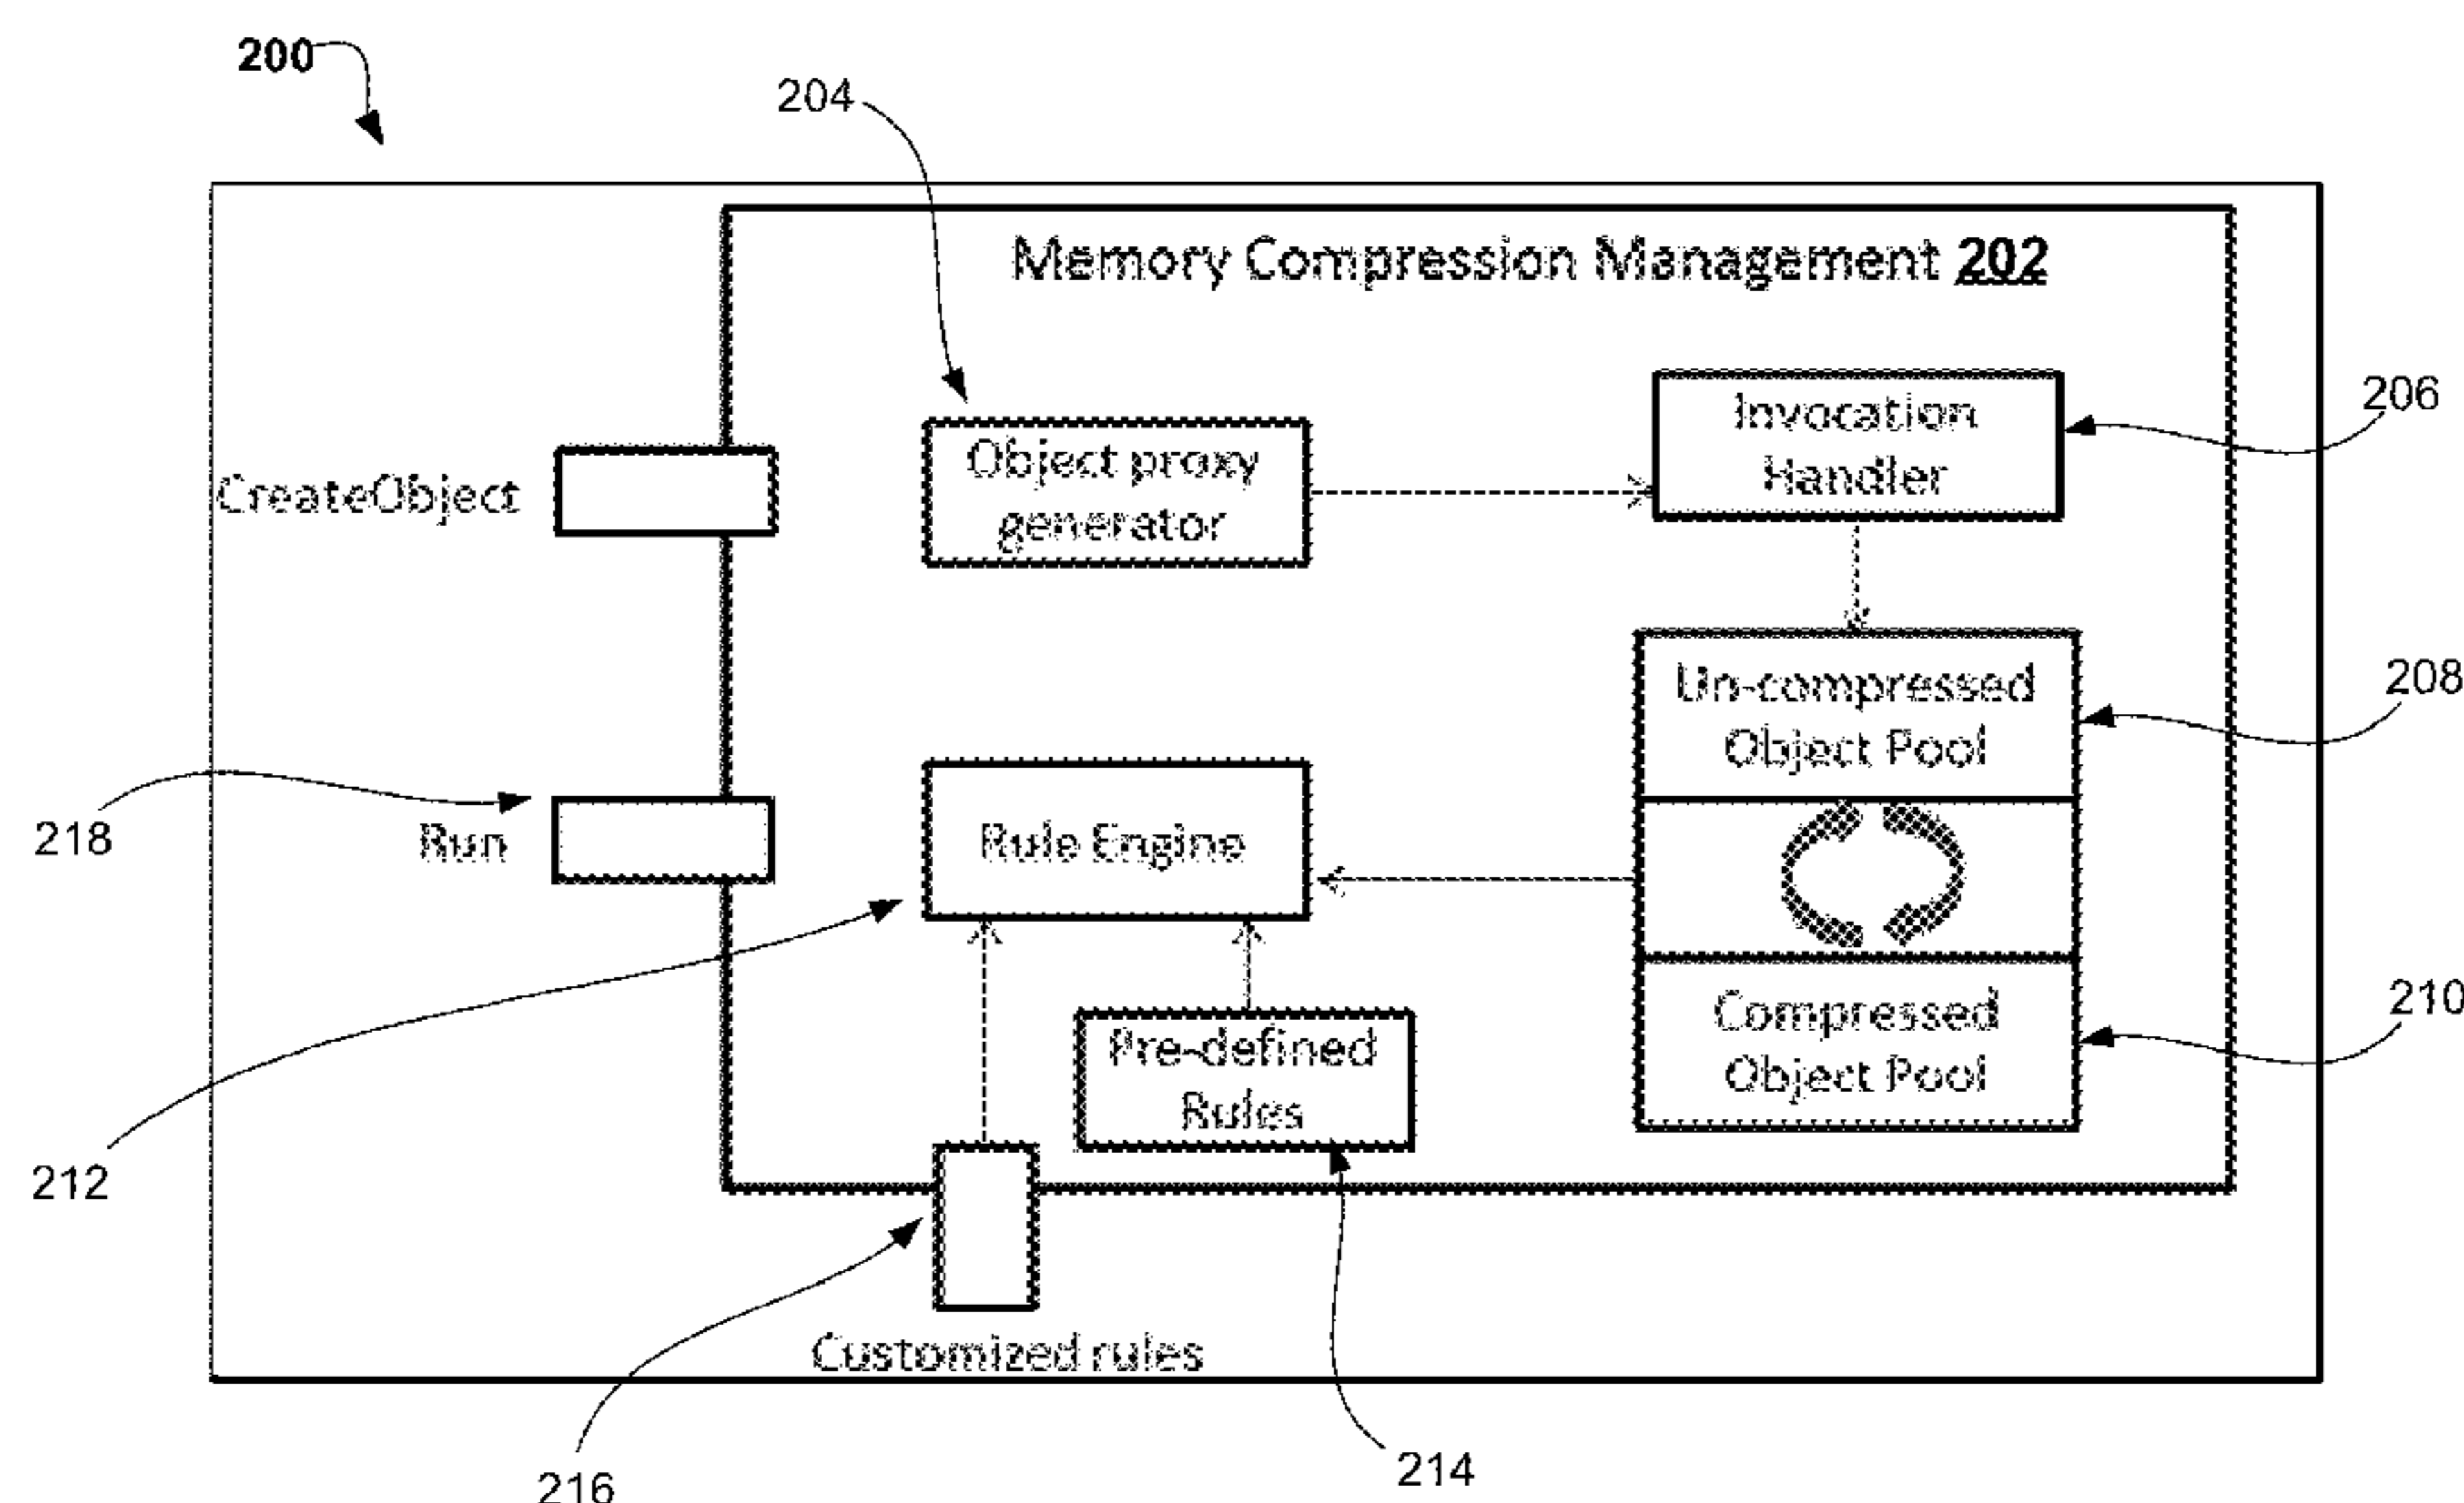 200
204
Memory Compression Management 202
206
Invocation
Handler
Object proxy
generator
CreateObject
208
Un-compressed
Object Pool
218
Run
Rule Engine
210
Compressed
Object Pool
Pre-defined
Rules
212
Customized rules
214
216